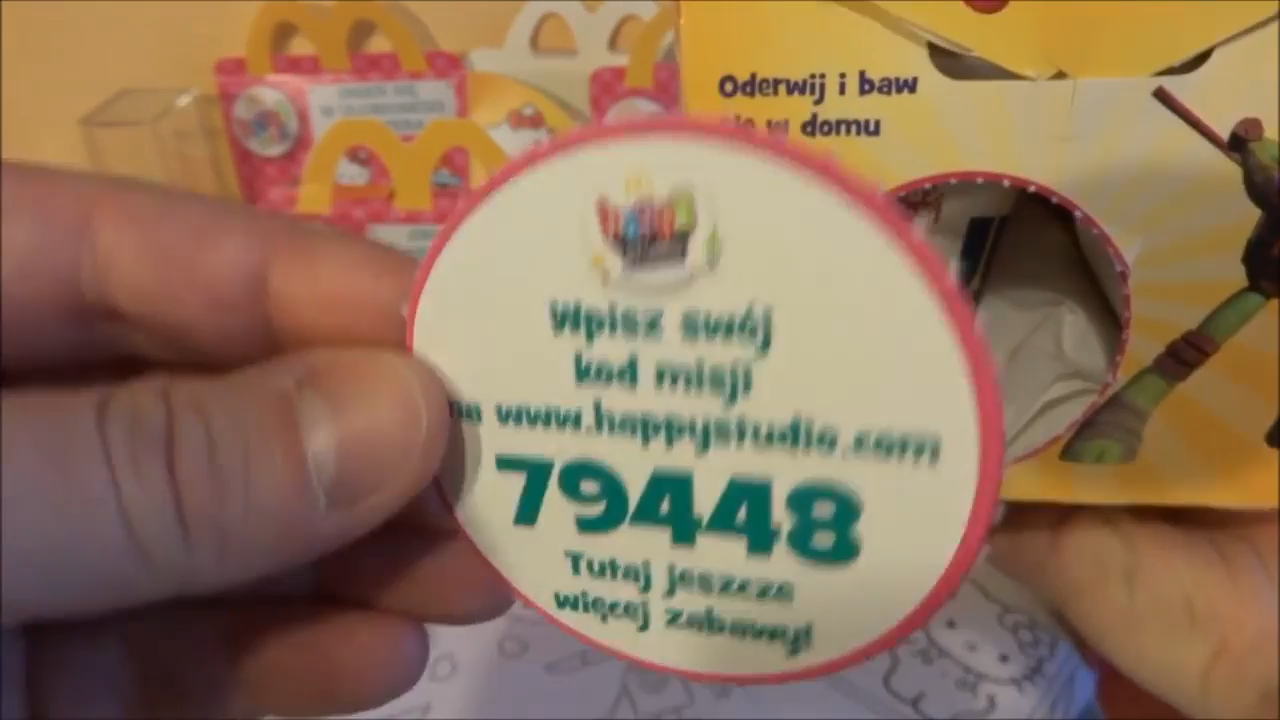 Oderwij i baw
się w domu
Wpisz swój
kod misji
na www.happystudio.com
79448
Tutaj jeszcze
więcej zabawy!